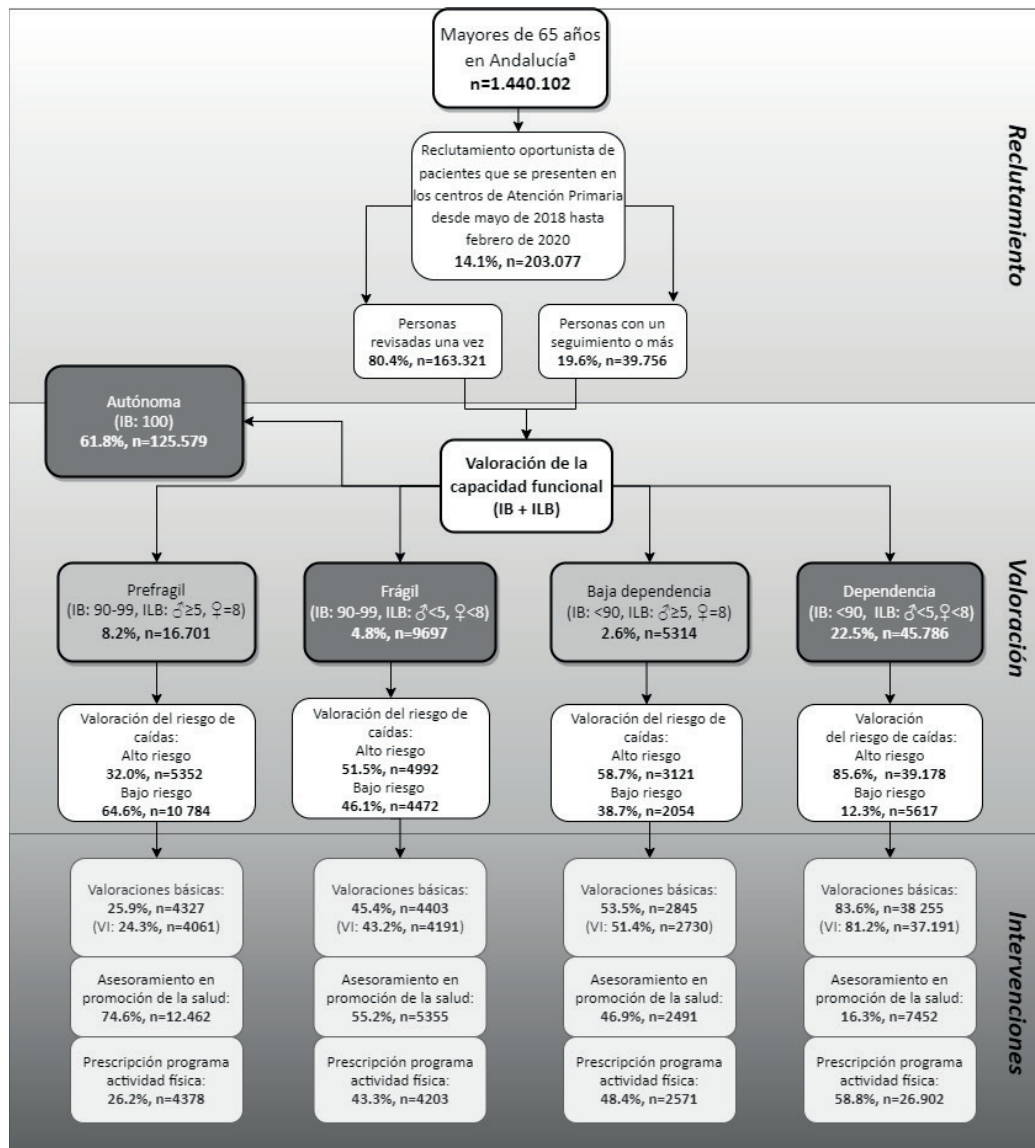 Mayores de 65 años
en Andalucíaª
n=1.440.102
Reclutamiento
Reclutamiento oportunista de
pacientes que se presenten en
los centros de Atención Primaria
desde mayo de 2018 hasta
febrero de 2020
14.1%, n=203.077
Personas
revisadas una vez
80.4%, n=163.321
Personas con un
seguimiento o más
19.6%, n=39.756
Autónoma
(IB: 100)
61.8%, n=125.579
Valoración de la
capacidad funcional
(IB + ILB)
Valoración
Prefragil
(IB: 90-99, ILB: ♂≥5, ♀=8)
8.2%, n=16.701
Frágil
(IB: 90-99, ILB: ♂<5, ♀<8)
4.8%, n=9697
Baja dependencia
(IB: <90, ILB: ♂≥5, ♀=8)
2.6%, n=5314
Dependencia
(IB: <90, ILB: ♂<5,♀<8)
22.5%, n=45.786
Valoración del riesgo de
caídas:
Alto riesgo
32.0%, n=5352
Bajo riesgo
64.6%, n=10 784
Valoración del riesgo de
caídas:
Alto riesgo
51.5%, n=4992
Bajo riesgo
46.1%, n=4472
Valoración del riesgo de
caídas:
Alto riesgo
58.7%, n=3121
Bajo riesgo
38.7%, n=2054
Valoración
del riesgo de caídas:
Alto riesgo
85.6%, n=39.178
Bajo riesgo
12.3%, n=5617
Intervenciones
Valoraciones básicas:
25.9%, n=4327
(VI: 24.3%, n=4061)
Valoraciones básicas:
45.4%, n=4403
(VI: 43.2%, n=4191)
Valoraciones básicas:
53.5%, n=2845
(VI: 51.4%, n=2730)
Valoraciones básicas:
83.6%, n=38 255
(VI: 81.2%, n=37.191)
Asesoramiento en
promoción de la salud:
74.6%, n=12.462
Asesoramiento en
promoción de la salud:
55.2%, n=5355
Asesoramiento en
promoción de la salud:
46.9%, n=2491
Asesoramiento en
promoción de la salud:
16.3%, n=7452
Prescripción programa
actividad física:
26.2%, n=4378
Prescripción programa
actividad física:
43.3%, n=4203
Prescripción programa
actividad física:
48.4%, n=2571
Prescripción programa
actividad física:
58.8%, n=26.902